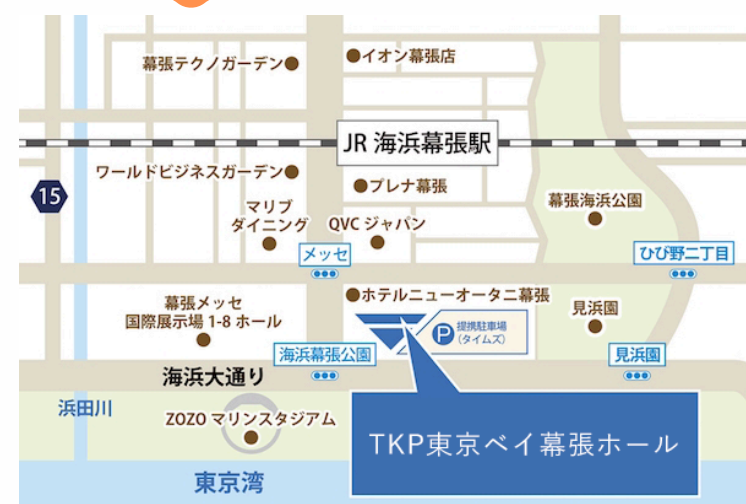 幕張テクノガーデン
イオン幕張店
JR 海浜幕張駅
ワールドビジネスガーデン
プレナ幕張
15
マリブ
ダイニング
QVC ジャパン
幕張海浜公園
メッセ
ひび野二丁目
ホテルニューオータニ幕張
幕張メッセ
国際展示場 1-8 ホール
P
提携駐車場
(タイムズ)
見浜園
海浜幕張公園
見浜園
海浜大通り
浜田川
ZOZO マリンスタジアム
TKP東京ベイ幕張ホール
東京湾